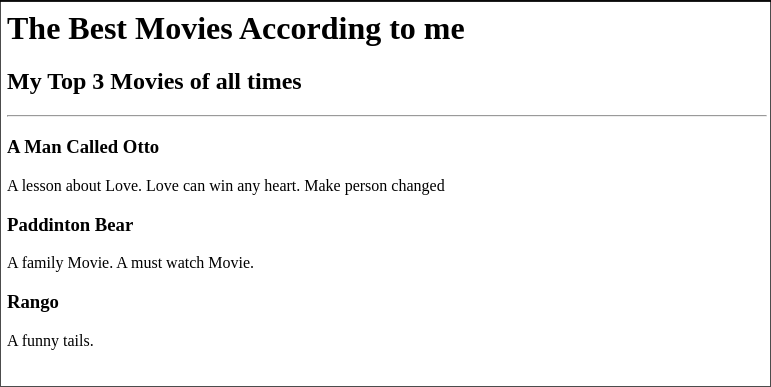 The Best Movies According to me
My Top 3 Movies of all times
A Man Called Otto
A lesson about Love. Love can win any heart. Make person changed
Paddinton Bear
A family Movie. A must watch Movie.
Rango
A funny tails.